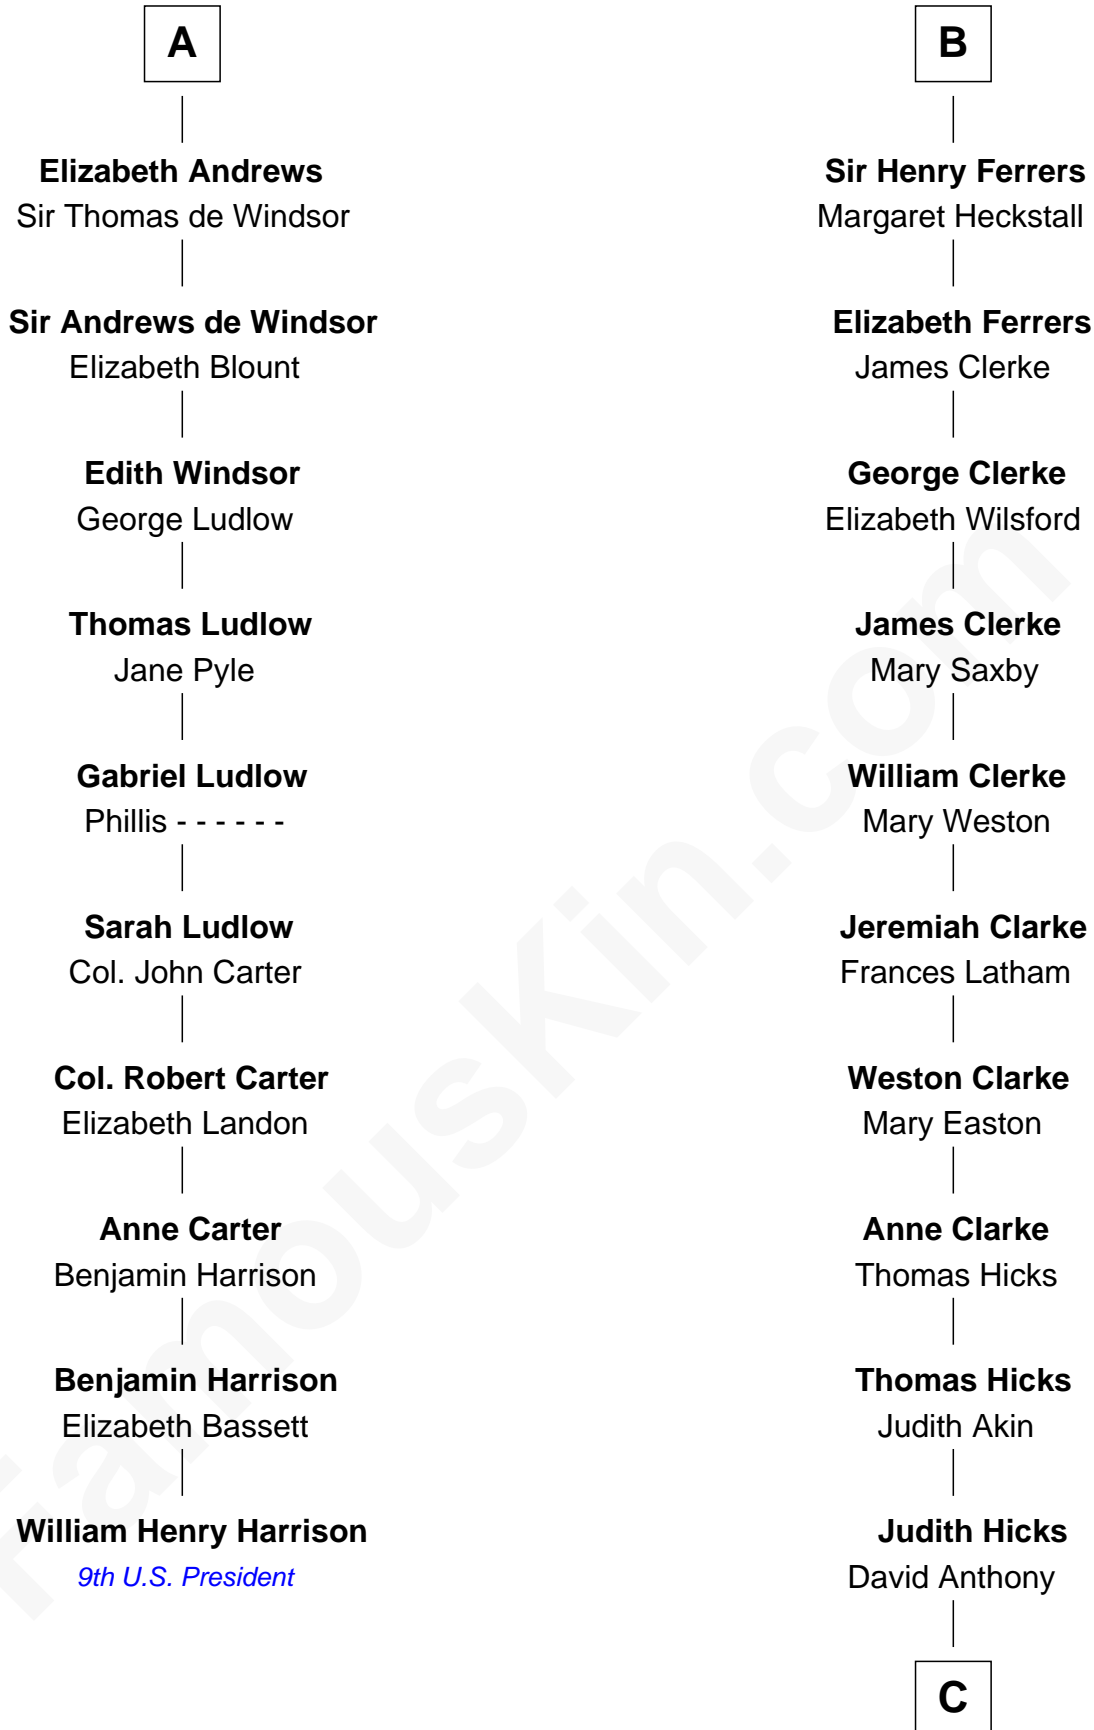 A
Elizabeth Andrews
Sir Thomas de Windsor
Sir Andrews de Windsor
Elizabeth Blount
Edith Windsor
George Ludlow
Thomas Ludlow
Jane Pyle
Gabriel Ludlow
Phillis - - - - - -
Sarah Ludlow
Col. John Carter
Col. Robert Carter
Elizabeth Landon
Anne Carter
Benjamin Harrison
Benjamin Harrison
Elizabeth Bassett
William Henry Harrison
9th U.S. President
B
Sir Henry Ferrers
Margaret Heckstall
Elizabeth Ferrers
James Clerke
George Clerke
Elizabeth Wilsford
James Clerke
Mary Saxby
William Clerke
Mary Weston
Jeremiah Clarke
Frances Latham
Weston Clarke
Mary Easton
Anne Clarke
Thomas Hicks
Thomas Hicks
Judith Akin
Judith Hicks
David Anthony
C
FamousKin.com